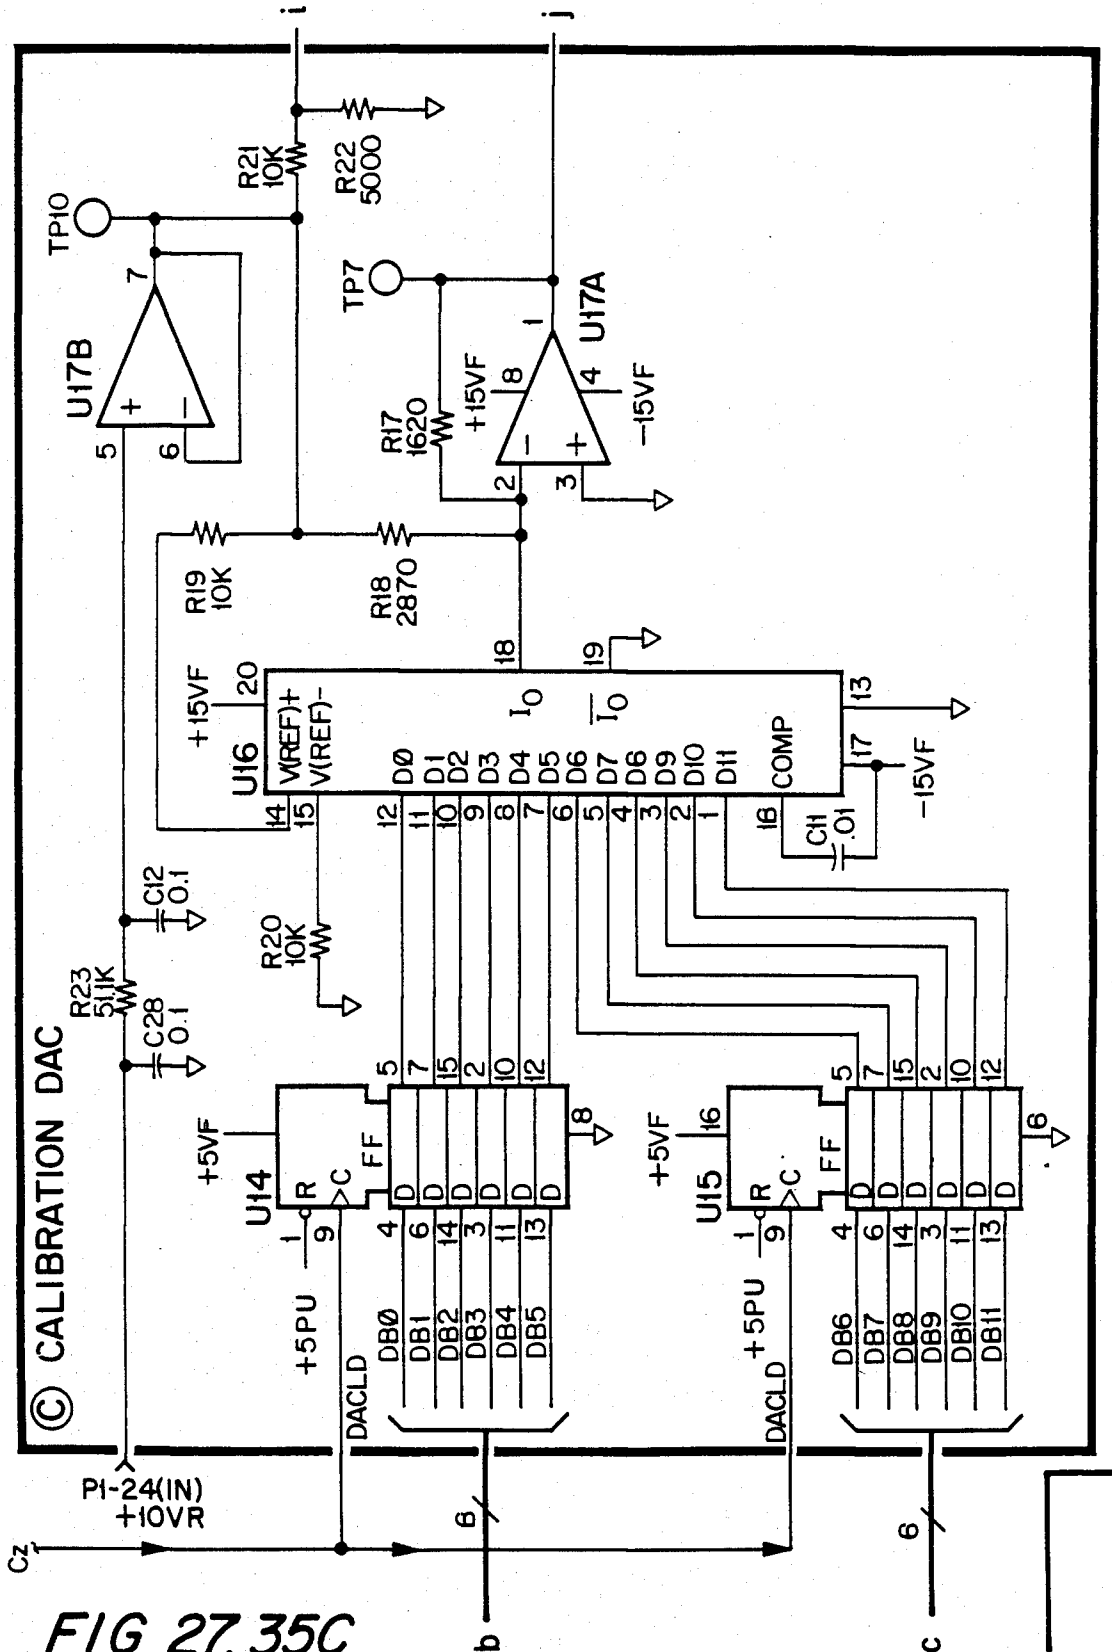 © CALIBRATION DAC
i
j
TP10
R21
10K
R22
5000
7
U17B
5
+
6
−
TP7
1
U17A
+15VF
8
4
−15VF
R17
1620
2
−
3
+
R19
10K
R18
2870
18
19
+15VF
20
U16
V(REF)+
V(REF)-
IO
IO
D0
D1
D2
D3
D4
D5
D6
D7
D8
D9
D10
D11
COMP
13
17
−15VF
14
15
12
11
10
9
8
7
6
5
4
3
2
1
16
C11
.01
C12
0.1
R23
51.1K
C28
0.1
R20
10K
5
7
15
2
10
12
+5VF
U14
R
C
FF
8
D
D
D
D
D
D
1
9
4
6
14
3
11
13
+5PU
DACLD
DB0
DB1
DB2
DB3
DB4
DB5
5
7
15
2
10
12
+5VF
16
U15
R
C
FF
8
D
D
D
D
D
D
1
9
4
6
14
3
11
13
+5PU
DACLD
DB6
DB7
DB8
DB9
DB10
DB11
P1-24(IN)
+10VR
Cz
6
6
b
c
FIG 27.35C